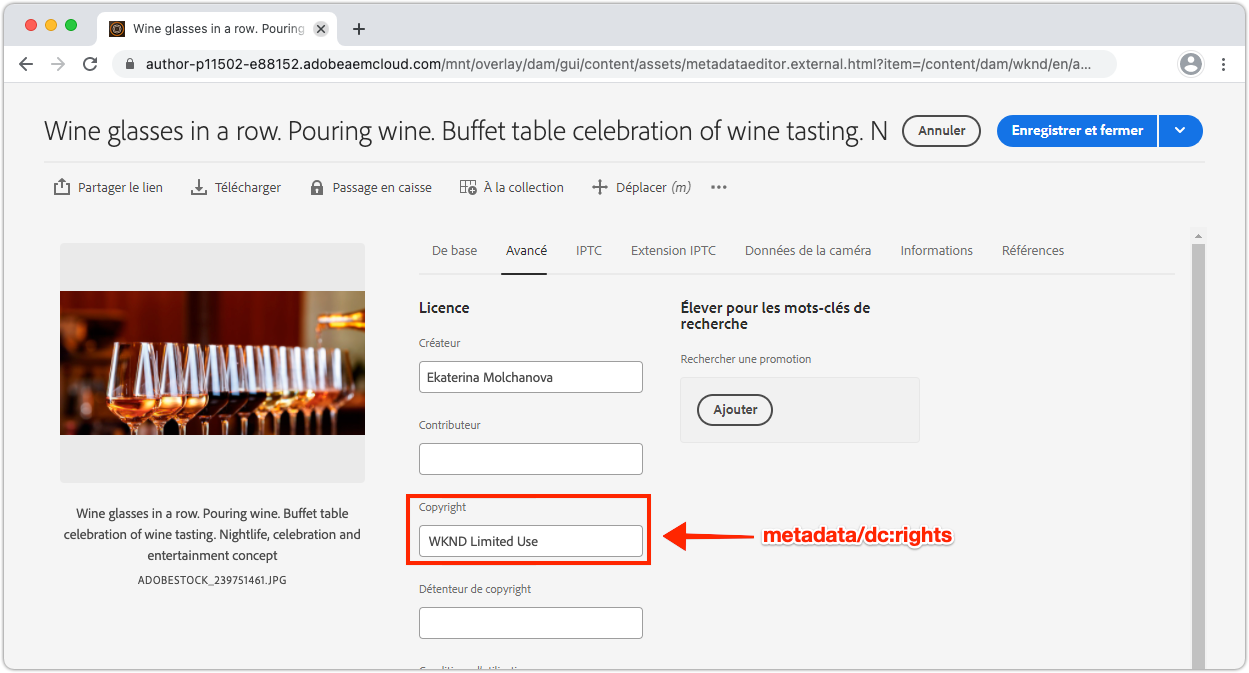 Wine glasses in a row. Pouring
author-p11502-e88152.adobeaemcloud.com/mnt/overlay/dam/gui/content/assets/metadataeditor.external.html?item=/content/dam/wknd/en/a...
Wine glasses in a row. Pouring wine. Buffet table celebration of wine tasting. N
Annuler
Enregistrer et fermer
Partager le lien
Télécharger
Passage en caisse
À la collection
Déplacer (m)
De base
Avancé
IPTC
Extension IPTC
Données de la caméra
Informations
Références
Licence
Créateur
Ekaterina Molchanova
Contributeur
Copyright
WKND Limited Use
metadata/dc:rights
Détenteur de copyright
Élever pour les mots-clés de
recherche
Rechercher une promotion
Ajouter
Wine glasses in a row. Pouring wine. Buffet table
celebration of wine tasting. Nightlife, celebration and
entertainment concept
ADOBESTOCK_239751461.JPG